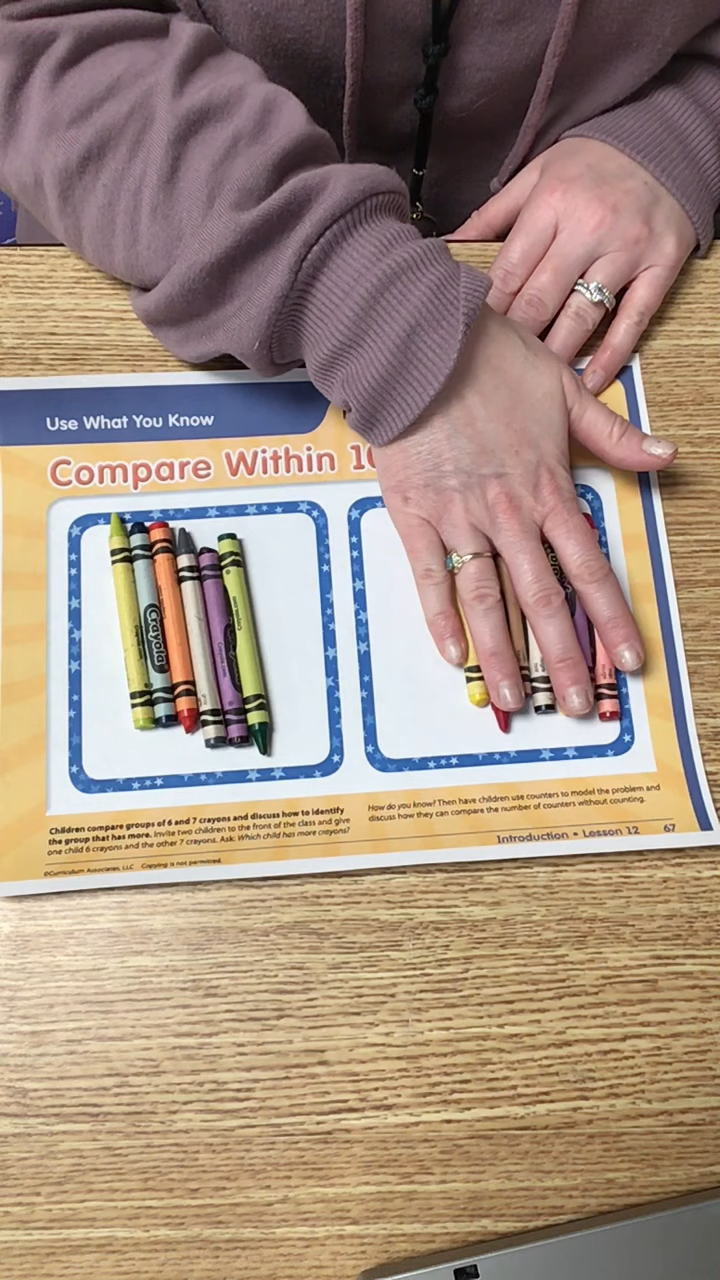 Use What You Know
Compare Within 10
Crayola
Children compare groups of 6 and 7 crayons and discuss how to identify
the group that has more. Invite two children to the front of the class and give
one child 6 crayons and the other 7 crayons. Ask: Which child has more crayons?
How do you know? Then have children use counters to model the problem and
discuss how they can compare the number of counters without counting.
©Curriculum Associates, LLC Copying is not permitted.
Introduction • Lesson 12 67